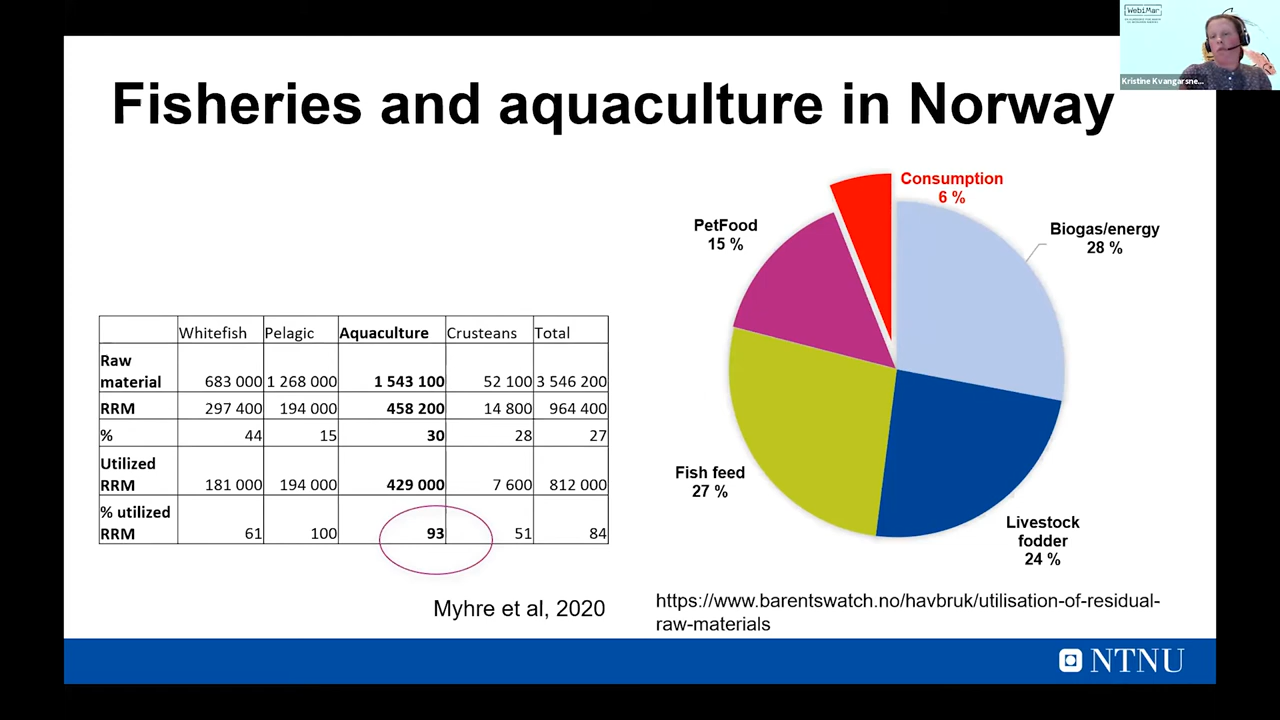 WebiMar
Kristine Kvangarsne...
Fisheries and aquaculture in Norway
Consumption
6 %
PetFood
15 %
Biogas/energy
28 %
Fish feed
27 %
Livestock
fodder
24 %
Whitefish Pelagic Aquaculture Crusteans Total
Raw
material 683 000 1 268 000 1 543 100 52 100 3 546 200
RRM 297 400 194 000 458 200 14 800 964 400
% 44 15 30 28 27
Utilized
RRM 181 000 194 000 429 000 7 600 812 000
% utilized
RRM 61 100 93 51 84
Myhre et al, 2020
https://www.barentswatch.no/havbruk/utilisation-of-residual-
raw-materials
NTNU